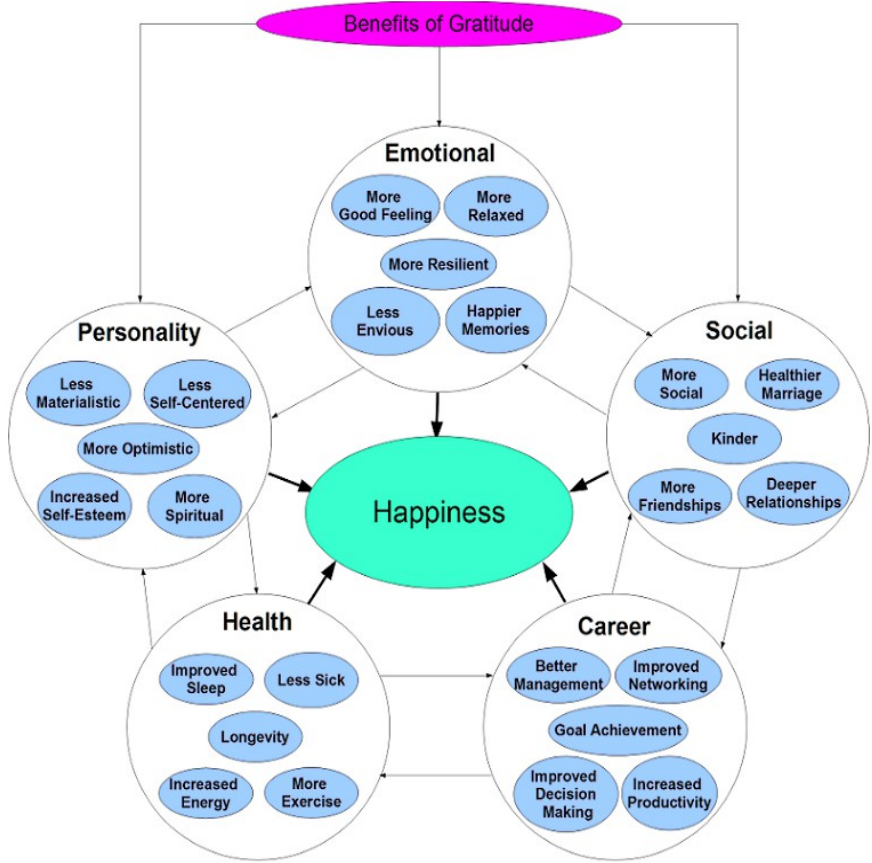 Benefits of Gratitude
Emotional
More
Good Feeling
More
Relaxed
More Resilient
Less
Envious
Happier
Memories
Personality
Less
Materialistic
Less
Self-Centered
More Optimistic
Increased
Self-Esteem
More
Spiritual
Social
More
Social
Healthier
Marriage
Kinder
More
Friendships
Deeper
Relationships
Happiness
Health
Improved
Sleep
Less Sick
Longevity
Increased
Energy
More
Exercise
Career
Better
Management
Improved
Networking
Goal Achievement
Improved
Decision
Making
Increased
Productivity